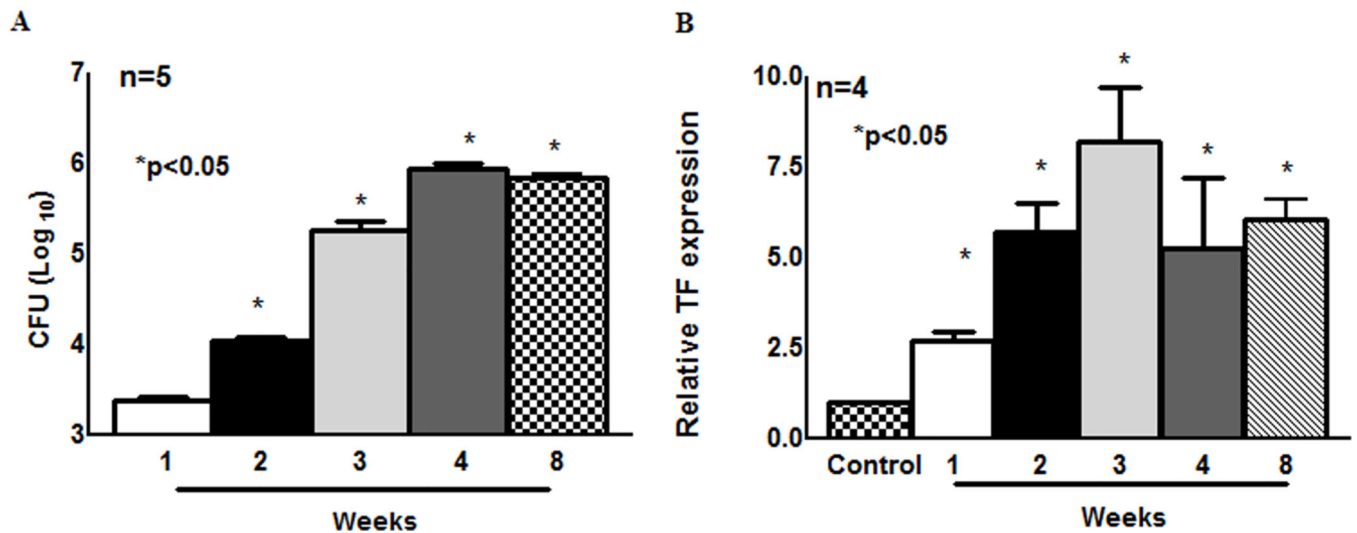 A
n=5
*p<0.05
CFU (Log 10)
7
6
5
4
3
*
*
*
*
1 2 3 4 8
Weeks
B
n=4
*p<0.05
Relative TF expression
10.0
7.5
5.0
2.5
0.0
*
*
*
*
*
Control 1 2 3 4 8
Weeks